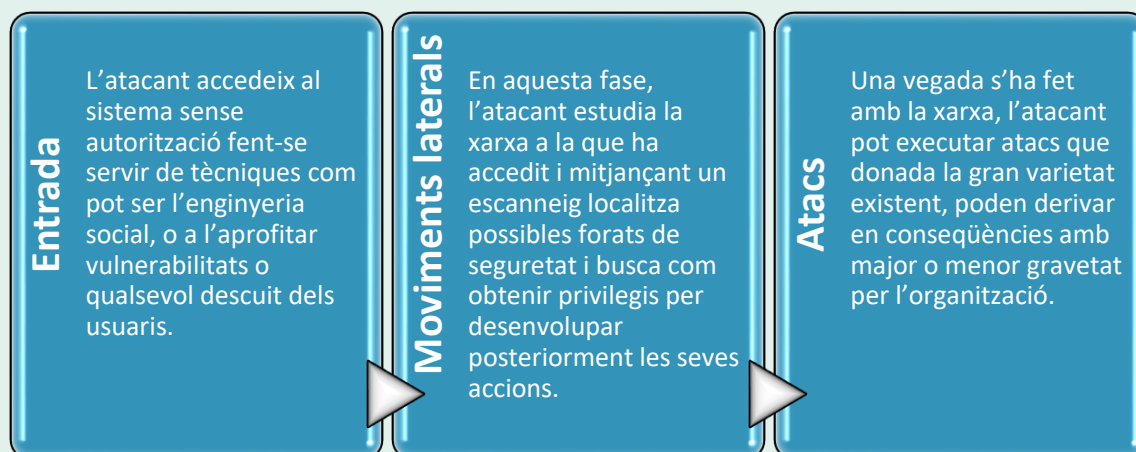 Entrada
L’atacant accedeix al
sistema sense
autorització fent-se
servir de tècniques com
pot ser l’enginyeria
social, o a l’aprofitar
vulnerabilitats o
qualsevol descuit dels
usuaris.
Moviments laterals
En aquesta fase,
l’atacant estudia la
xarxa a la que ha
accedit i mitjançant un
escanneig localitza
possibles forats de
seguretat i busca com
obtenir privilegis per
desenvolupar
posteriorment les seves
accions.
Atacs
Una vegada s’ha fet
amb la xarxa, l’atacant
pot executar atacs que
donada la gran varietat
existent, poden derivar
en conseqüències amb
major o menor gravetat
per l’organització.